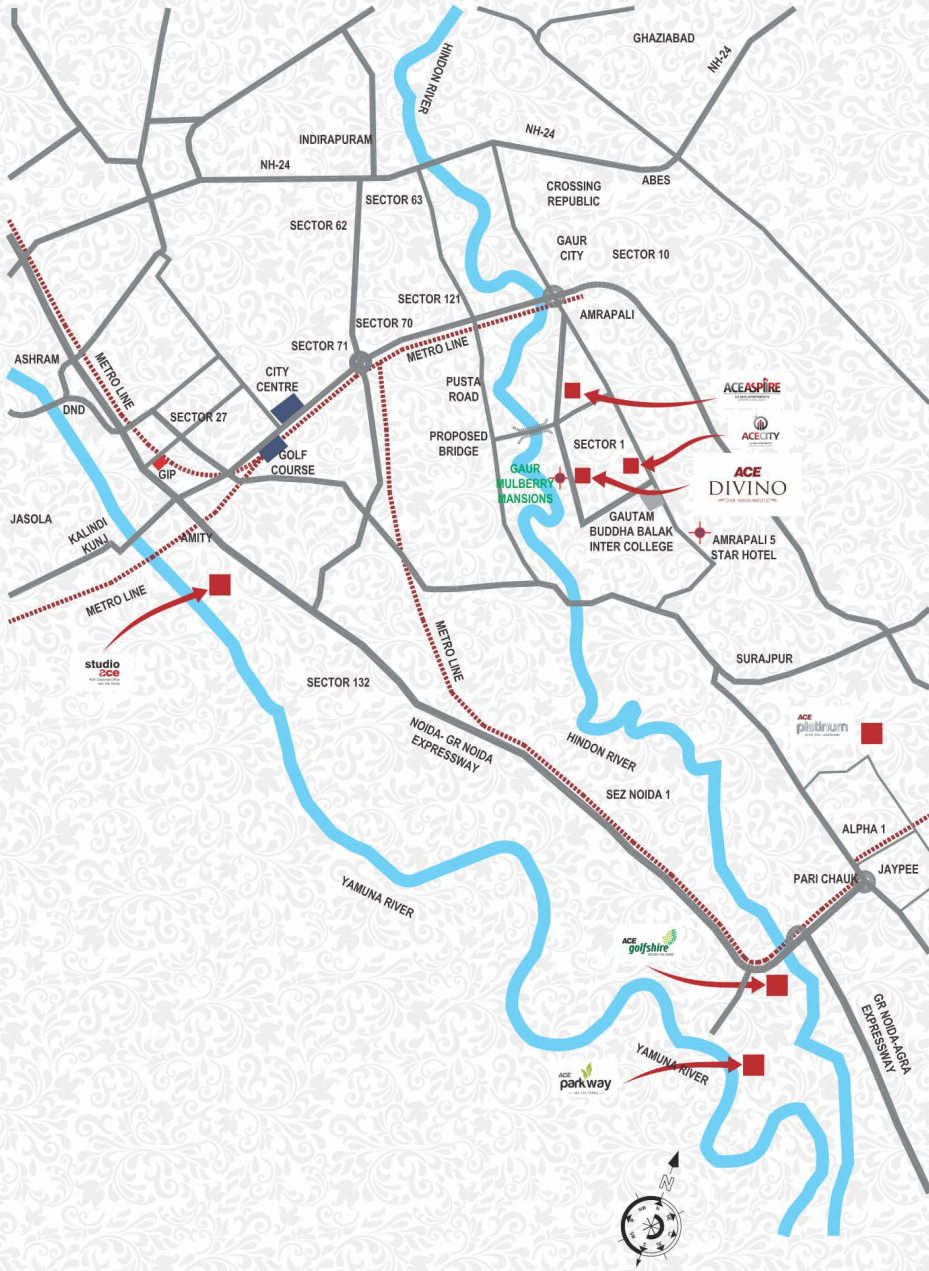 GHAZIABAD
NH-24
HINDON RIVER
INDIRAPURAM
NH-24
NH-24
ABES
CROSSING
REPUBLIC
SECTOR 63
SECTOR 62
GAUR
CITY
SECTOR 10
SECTOR 121
AMRAPALI
SECTOR 70
SECTOR 71
METRO LINE
ASHRAM
METRO LINE
CITY
CENTRE
PUSTA
ROAD
ACEASPIRE
DND
SECTOR 27
ACECITY
PROPOSED
BRIDGE
SECTOR 1
GOLF
COURSE
GIP
GAUR
MULBERRY
MANSIONS
ACE
DIVINO
JASOLA
KALINDI
KUNJ
AMITY
GAUTAM
BUDDHA BALAK
INTER COLLEGE
AMRAPALI 5
STAR HOTEL
METRO LINE
METRO LINE
studio
ace
SURAJPUR
SECTOR 132
ACE
platinum
NOIDA- GR NOIDA
EXPRESSWAY
HINDON RIVER
SEZ NOIDA 1
ALPHA 1
JAYPEE
PARI CHAUK
YAMUNA RIVER
ACE
golfshire
GR NOIDA-AGRA
EXPRESSWAY
YAMUNA RIVER
ACE
parkway
N